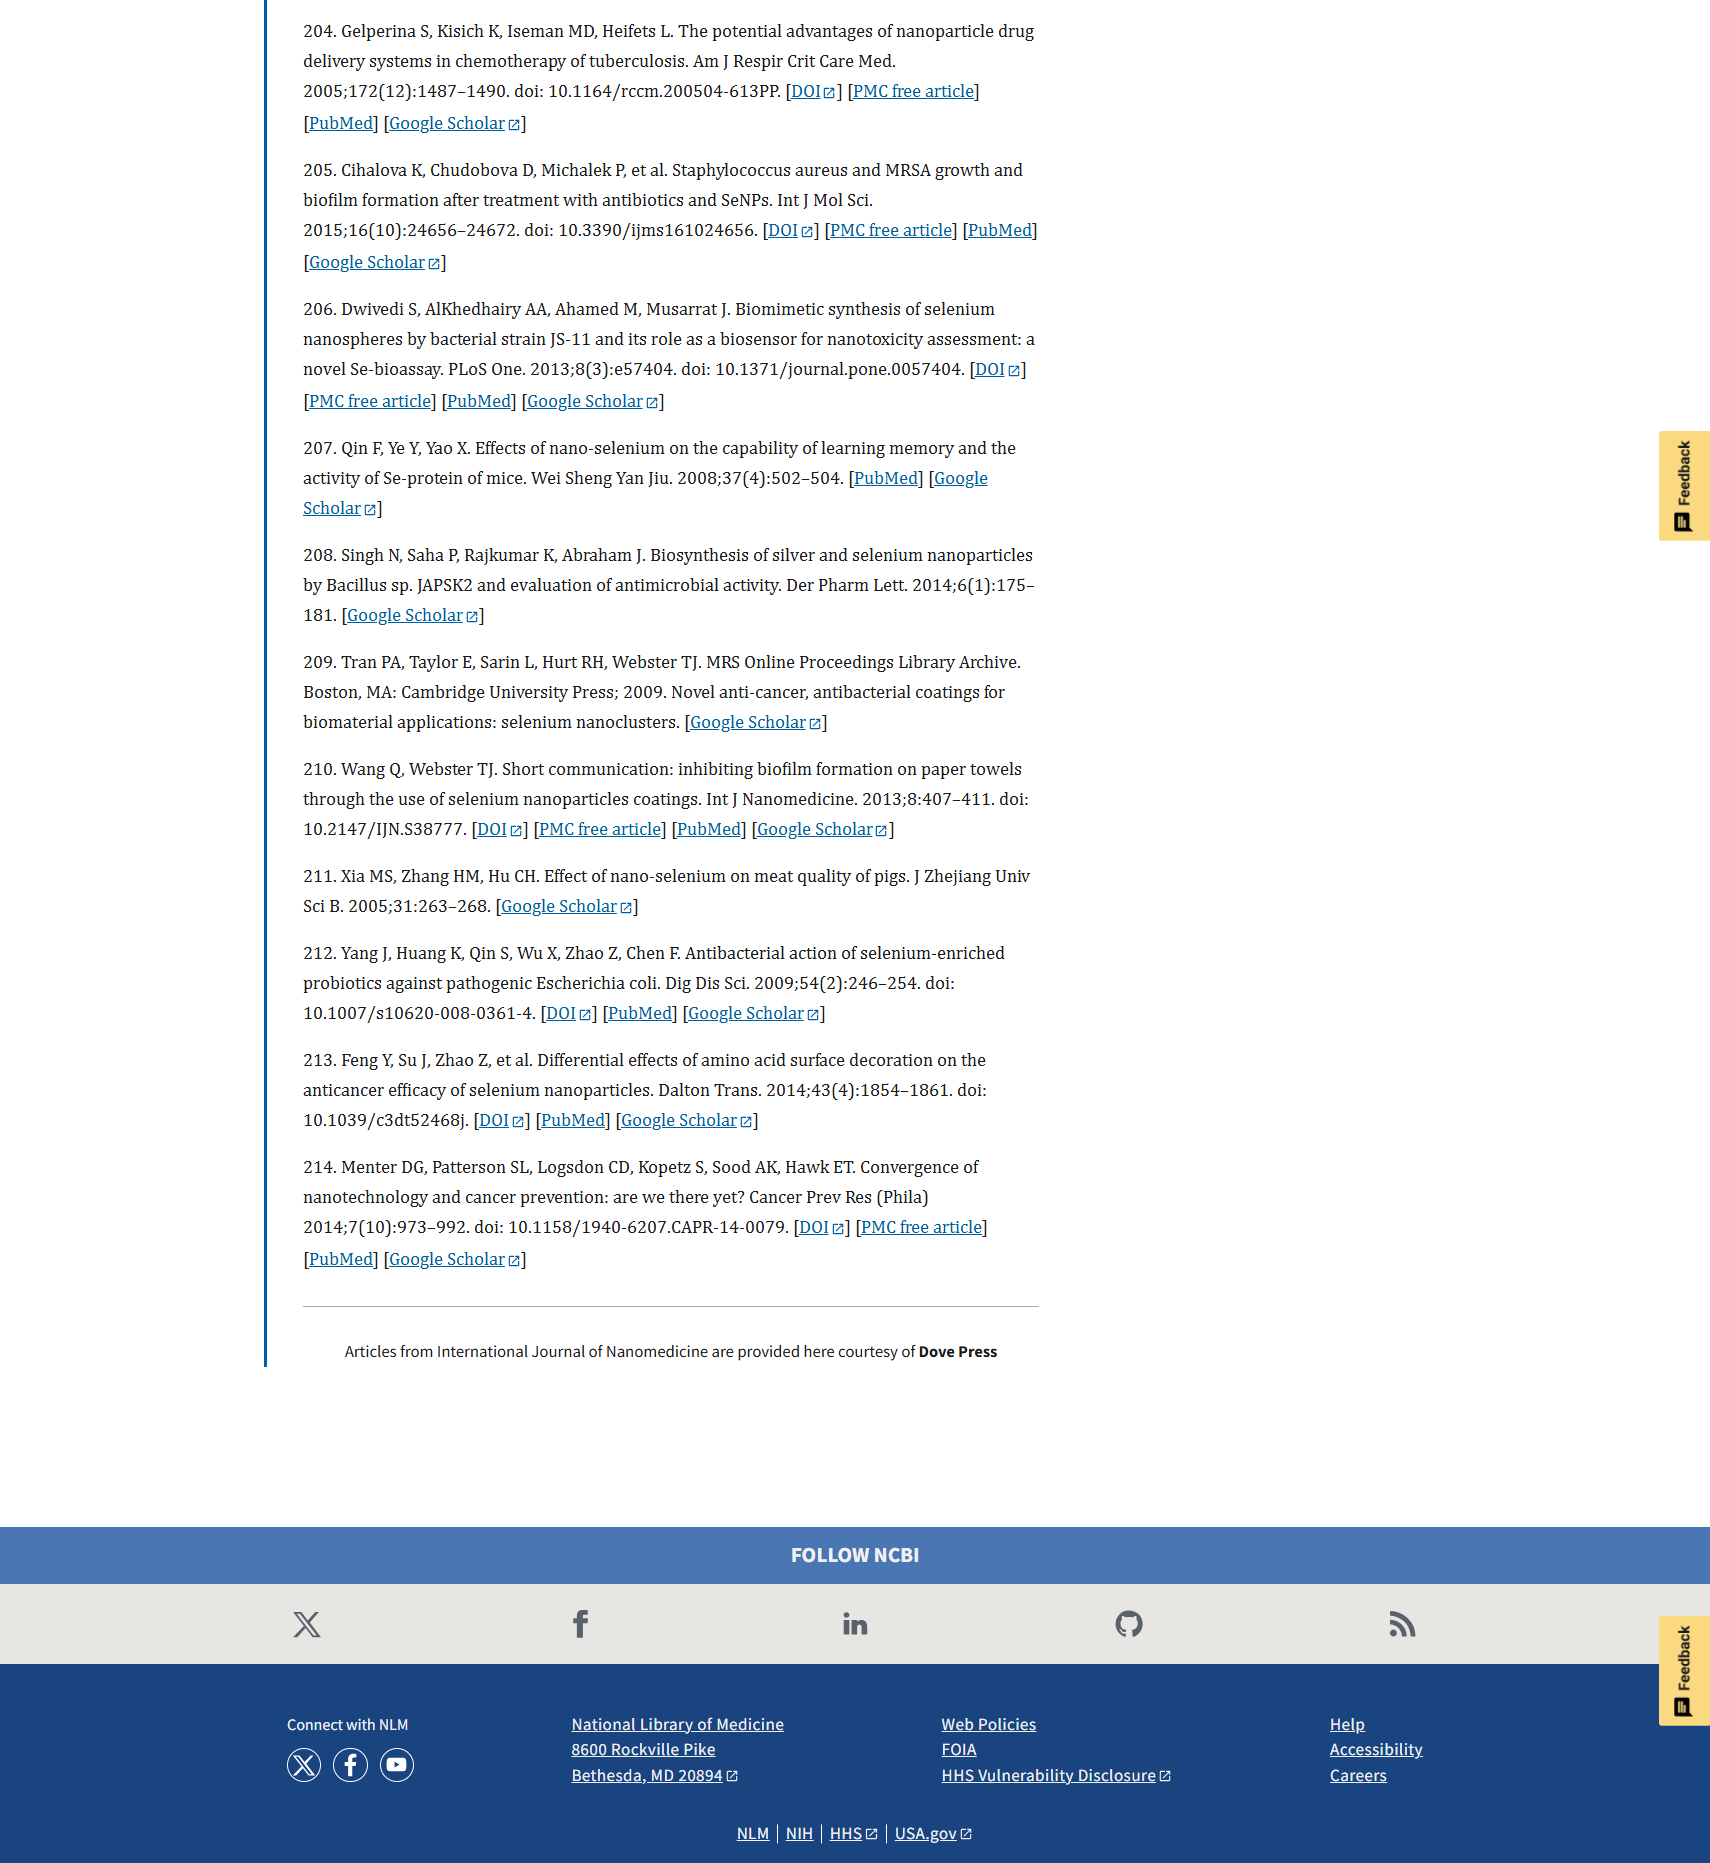 204. Gelperina S, Kisich K, Iseman MD, Heifets L. The potential advantages of nanoparticle drug
delivery systems in chemotherapy of tuberculosis. Am J Respir Crit Care Med.
2005;172(12):1487–1490. doi: 10.1164/rccm.200504-613PP. [DOI] [PMC free article]
[PubMed] [Google Scholar]
205. Cihalova K, Chudobova D, Michalek P, et al. Staphylococcus aureus and MRSA growth and
biofilm formation after treatment with antibiotics and SeNPs. Int J Mol Sci.
2015;16(10):24656–24672. doi: 10.3390/ijms161024656. [DOI] [PMC free article] [PubMed]
[Google Scholar]
206. Dwivedi S, AlKhedhairy AA, Ahamed M, Musarrat J. Biomimetic synthesis of selenium
nanospheres by bacterial strain JS-11 and its role as a biosensor for nanotoxicity assessment: a
novel Se-bioassay. PLoS One. 2013;8(3):e57404. doi: 10.1371/journal.pone.0057404. [DOI]
[PMC free article] [PubMed] [Google Scholar]
207. Qin F, Ye Y, Yao X. Effects of nano-selenium on the capability of learning memory and the
activity of Se-protein of mice. Wei Sheng Yan Jiu. 2008;37(4):502–504. [PubMed] [Google
Scholar]
208. Singh N, Saha P, Rajkumar K, Abraham J. Biosynthesis of silver and selenium nanoparticles
by Bacillus sp. JAPSK2 and evaluation of antimicrobial activity. Der Pharm Lett. 2014;6(1):175–
181. [Google Scholar]
209. Tran PA, Taylor E, Sarin L, Hurt RH, Webster TJ. MRS Online Proceedings Library Archive.
Boston, MA: Cambridge University Press; 2009. Novel anti-cancer, antibacterial coatings for
biomaterial applications: selenium nanoclusters. [Google Scholar]
210. Wang Q, Webster TJ. Short communication: inhibiting biofilm formation on paper towels
through the use of selenium nanoparticles coatings. Int J Nanomedicine. 2013;8:407–411. doi:
10.2147/IJN.S38777. [DOI] [PMC free article] [PubMed] [Google Scholar]
211. Xia MS, Zhang HM, Hu CH. Effect of nano-selenium on meat quality of pigs. J Zhejiang Univ
Sci B. 2005;31:263–268. [Google Scholar]
212. Yang J, Huang K, Qin S, Wu X, Zhao Z, Chen F. Antibacterial action of selenium-enriched
probiotics against pathogenic Escherichia coli. Dig Dis Sci. 2009;54(2):246–254. doi:
10.1007/s10620-008-0361-4. [DOI] [PubMed] [Google Scholar]
213. Feng Y, Su J, Zhao Z, et al. Differential effects of amino acid surface decoration on the
anticancer efficacy of selenium nanoparticles. Dalton Trans. 2014;43(4):1854–1861. doi:
10.1039/c3dt52468j. [DOI] [PubMed] [Google Scholar]
214. Menter DG, Patterson SL, Logsdon CD, Kopetz S, Sood AK, Hawk ET. Convergence of
nanotechnology and cancer prevention: are we there yet? Cancer Prev Res (Phila)
2014;7(10):973–992. doi: 10.1158/1940-6207.CAPR-14-0079. [DOI] [PMC free article]
[PubMed] [Google Scholar]
Articles from International Journal of Nanomedicine are provided here courtesy of Dove Press
Feedback
FOLLOW NCBI
Feedback
Connect with NLM
National Library of Medicine
8600 Rockville Pike
Bethesda, MD 20894
Web Policies
FOIA
HHS Vulnerability Disclosure
Help
Accessibility
Careers
NLM | NIH | HHS | USA.gov